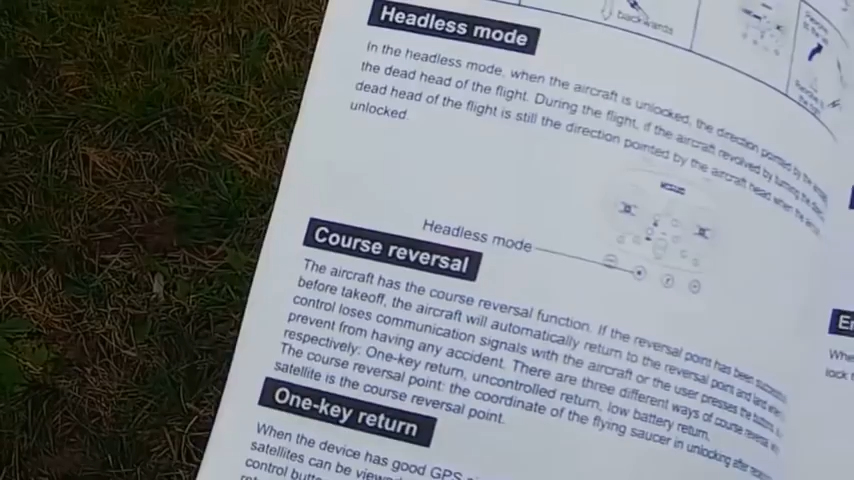 backwards
Headless mode
In the headless mode, when the aircraft is unlocked, the direction pointed by the
the dead head of the flight. During the flight, if the aircraft revolved by turning the
dead head of the flight is still the direction pointed by the aircraft head when the
unlocked.
Headless mode
Course reversal
The aircraft has the course reversal function. If the reversal point has been
before takeoff, the aircraft will automatically return to the reversal point and land
control loses communication signals with the aircraft or the user presses the buttons
prevent from having any accident. There are three different ways of course reversal,
respectively: One-key return, uncontrolled return, low battery return.
The course reversal point: the coordinate of the flying saucer in unlocking after
satellite is the course reversal point.
One-key return
When the device has good GPS
satellites can be viewed
control